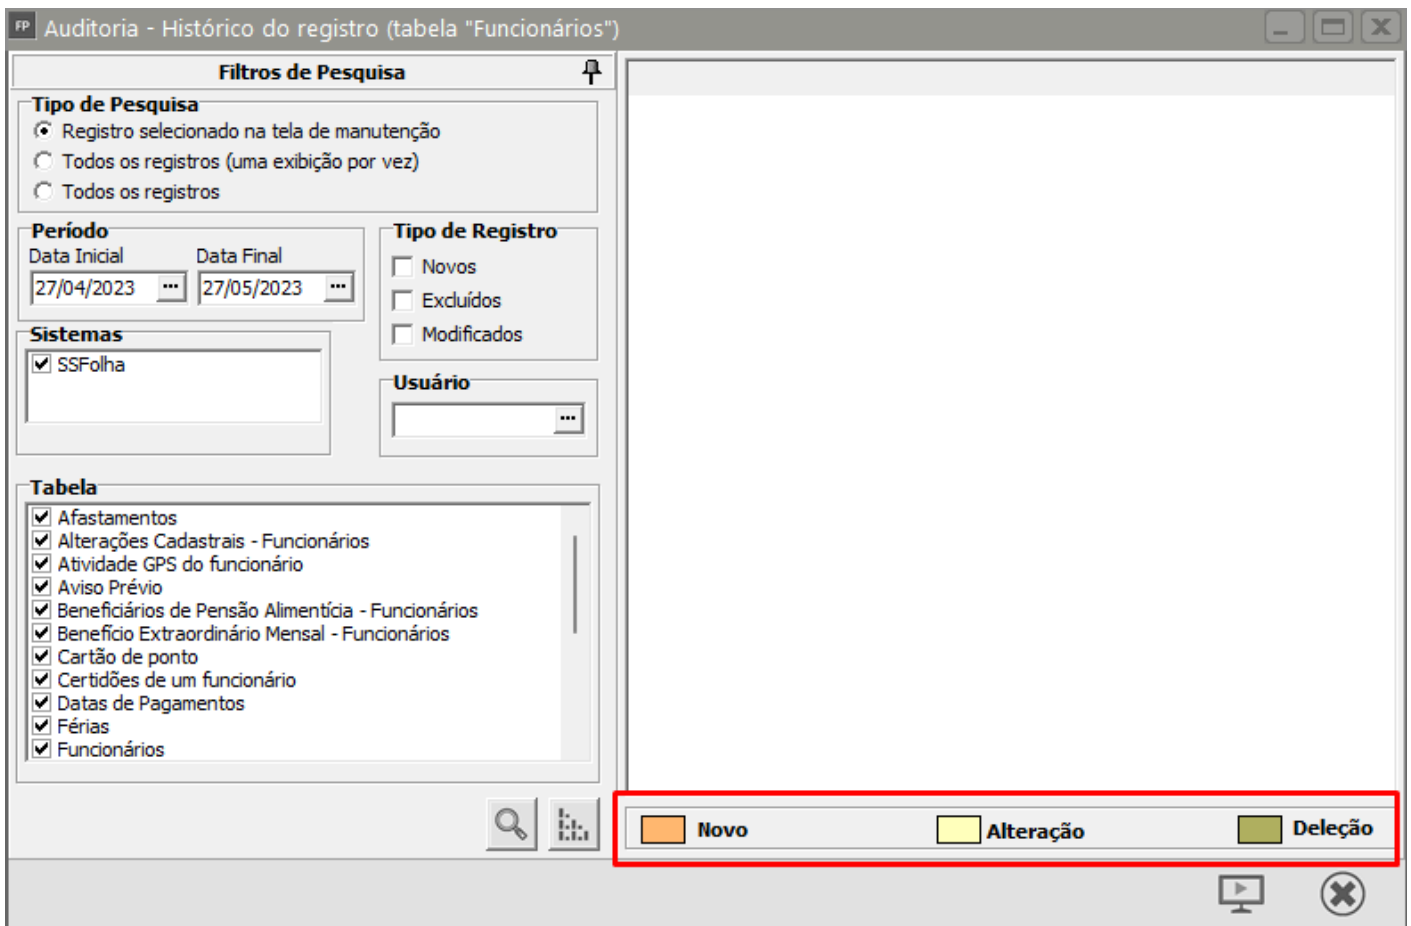 FP Auditoria - Histórico do registro (tabela "Funcionários")
Filtros de Pesquisa
Tipo de Pesquisa
Registro selecionado na tela de manutenção
Todos os registros (uma exibição por vez)
Todos os registros
Período
Data Inicial Data Final
27/04/2023 ... 27/05/2023 ...
Tipo de Registro
Novos
Excluídos
Modificados
Sistemas
SSFolha
Usuário
...
Tabela
Afastamentos
Alterações Cadastrais - Funcionários
Atividade GPS do funcionário
Aviso Prévio
Beneficiários de Pensão Alimentícia - Funcionários
Benefício Extraordinário Mensal - Funcionários
Cartão de ponto
Certidões de um funcionário
Datas de Pagamentos
Férias
Funcionários
Novo Alteração Deleção